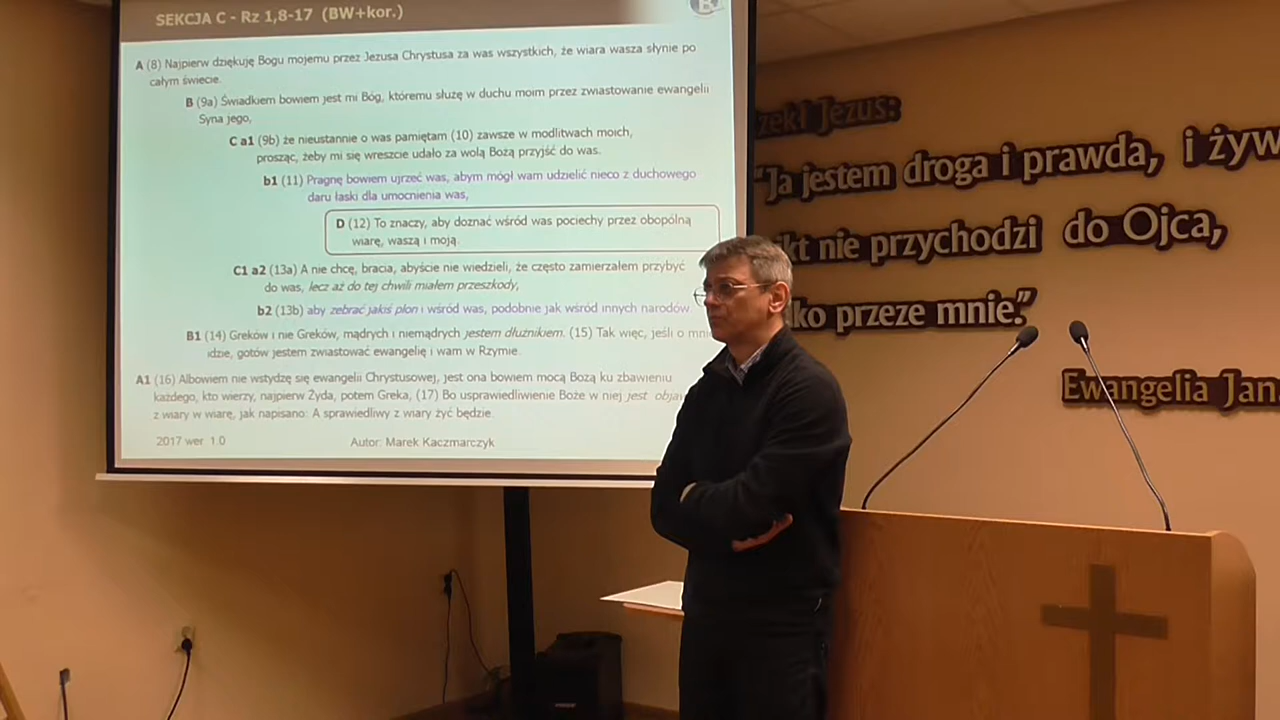 SEKCJA C - Rz 1,8-17 (BW+kor.)
B
A (8) Najpierw dziękuję Bogu mojemu przez Jezusa Chrystusa za was wszystkich, że wiara wasza słynie po
całym świecie.
B (9a) Świadkiem bowiem jest mi Bóg, któremu służę w duchu moim przez zwiastowanie ewangelii
Syna jego,
C a1 (9b) że nieustannie o was pamiętam (10) zawsze w modlitwach moich,
prosząc, żeby mi się wreszcie udało za wolą Bożą przyjść do was.
b1 (11) Pragnę bowiem ujrzeć was, abym mógł wam udzielić nieco z duchowego
daru łaski dla umocnienia was,
D (12) To znaczy, aby doznać wśród was pociechy przez obopólną
wiarę, waszą i moją.
C1 a2 (13a) A nie chcę, bracia, abyście nie wiedzieli, że często zamierzałem przybyć
do was, lecz aż do tej chwili miałem przeszkody,
b2 (13b) aby zebrać jakiś plon i wśród was, podobnie jak wśród innych narodów.
B1 (14) Greków i nie Greków, mądrych i niemądrych jestem dłużnikiem. (15) Tak więc, jeśli o mnie
idzie, gotów jestem zwiastować ewangelię i wam w Rzymie.
A1 (16) Albowiem nie wstydzę się ewangelii Chrystusowej, jest ona bowiem mocą Bożą ku zbawieniu
każdego, kto wierzy, najpierw Żyda, potem Greka, (17) Bo usprawiedliwienie Boże w niej jest obja
z wiary w wiarę, jak napisano: A sprawiedliwy z wiary żyć będzie.
2017 wer. 1.0 Autor: Marek Kaczmarczyk
zekł Jezus:
"Ja jestem droga i prawda, i żyw
kt nie przychodzi do Ojca,
ko przeze mnie."
Ewangelia Jan